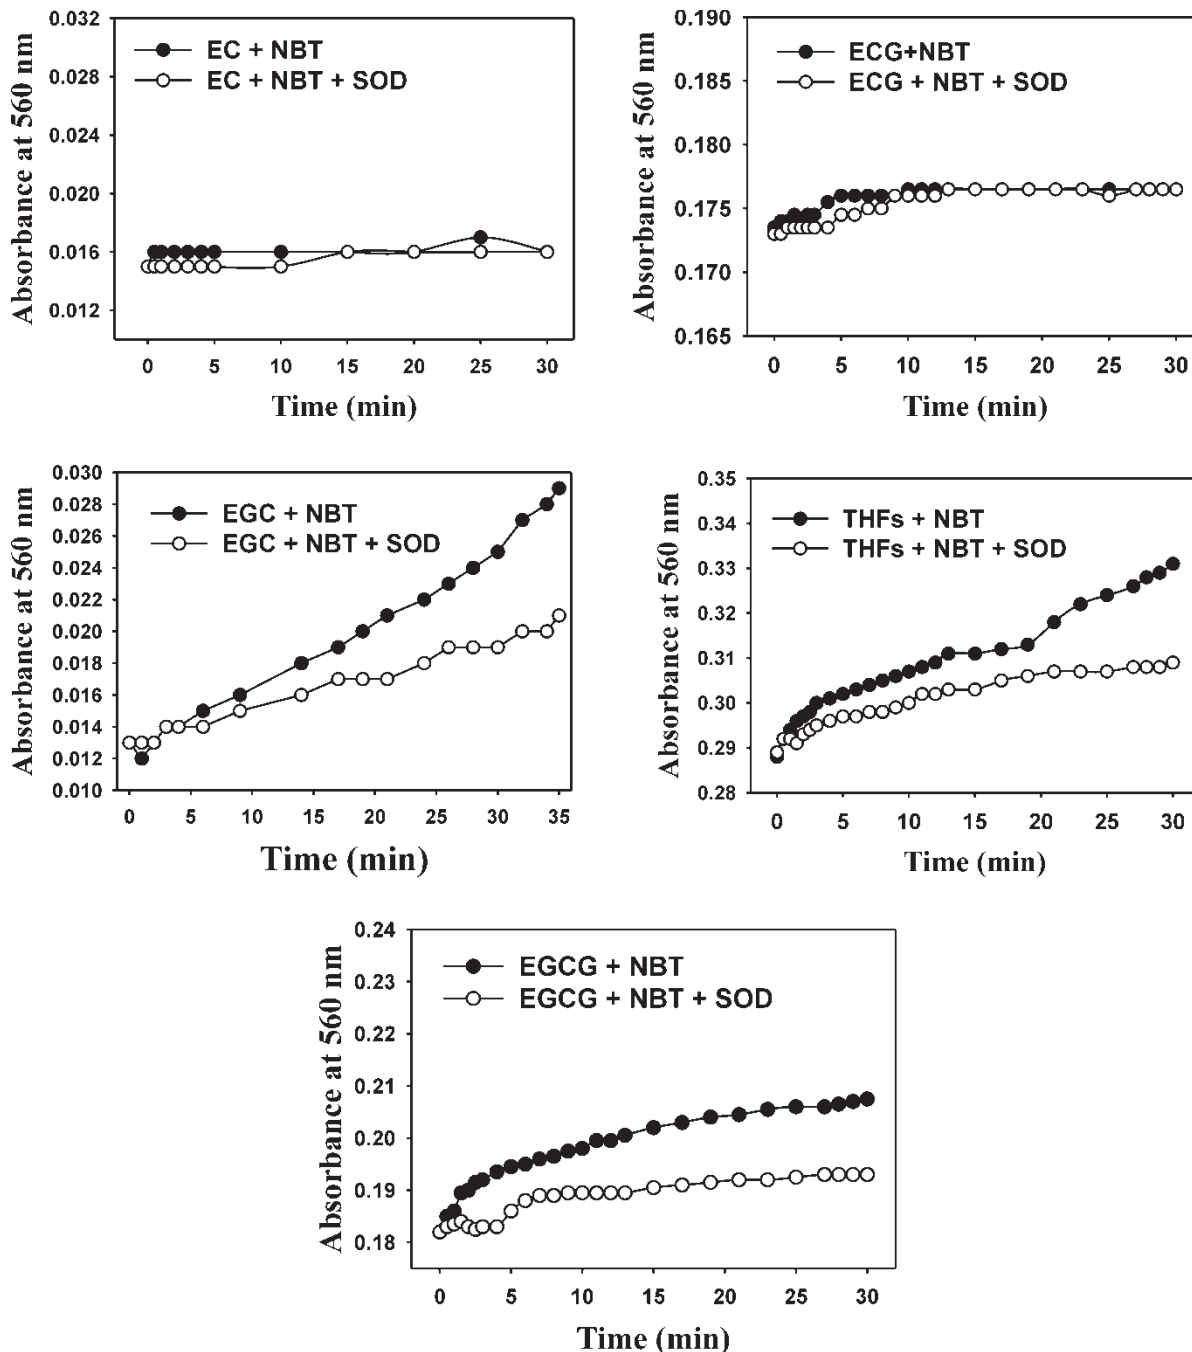 Absorbance at 560 nm
0.032
0.028
0.024
0.020
0.016
0.012
EC + NBT
EC + NBT + SOD
0 5 10 15 20 25 30
Time (min)
Absorbance at 560 nm
0.190
0.185
0.180
0.175
0.170
0.165
ECG+NBT
ECG + NBT + SOD
0 5 10 15 20 25 30
Time (min)
Absorbance at 560 nm
0.030
0.028
0.026
0.024
0.022
0.020
0.018
0.016
0.014
0.012
0.010
EGC + NBT
EGC + NBT + SOD
0 5 10 15 20 25 30 35
Time (min)
Absorbance at 560 nm
0.35
0.34
0.33
0.32
0.31
0.30
0.29
0.28
THFs + NBT
THFs + NBT + SOD
0 5 10 15 20 25 30
Time (min)
Absorbance at 560 nm
0.24
0.23
0.22
0.21
0.20
0.19
0.18
EGCG + NBT
EGCG + NBT + SOD
0 5 10 15 20 25 30
Time (min)